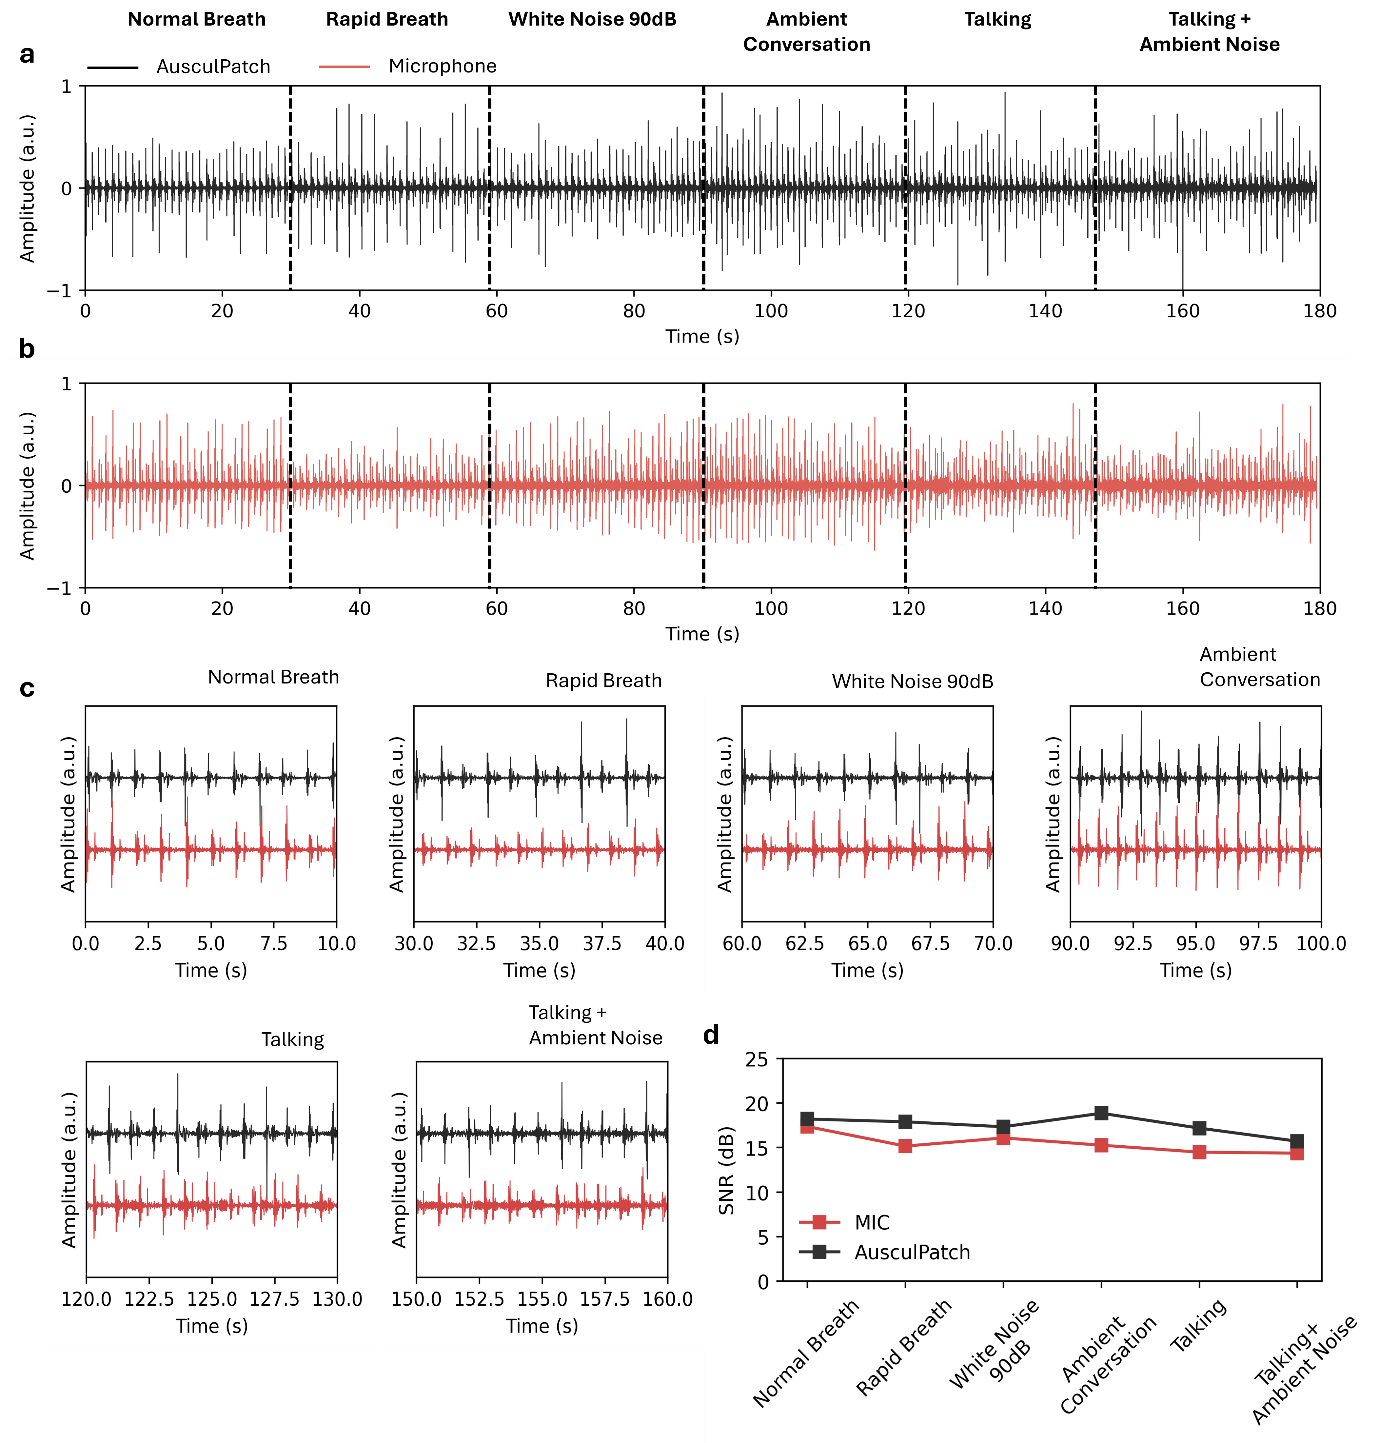 Normal Breath
Rapid Breath
White Noise 90dB
Ambient
Conversation
Talking
Talking +
Ambient Noise
a
AusculPatch
Microphone
Amplitude (a.u.)
1
0
−1
0 20 40 60 80 100 120 140 160 180
Time (s)
b
Amplitude (a.u.)
1
0
−1
0 20 40 60 80 100 120 140 160 180
Time (s)
c
Normal Breath
Amplitude (a.u.)
0.0 2.5 5.0 7.5 10.0
Time (s)
Rapid Breath
Amplitude (a.u.)
30.0 32.5 35.0 37.5 40.0
Time (s)
White Noise 90dB
Amplitude (a.u.)
60.0 62.5 65.0 67.5 70.0
Time (s)
Ambient
Conversation
Amplitude (a.u.)
90.0 92.5 95.0 97.5 100.0
Time (s)
Talking
Amplitude (a.u.)
120.0 122.5 125.0 127.5 130.0
Time (s)
Talking +
Ambient Noise
Amplitude (a.u.)
150.0 152.5 155.0 157.5 160.0
Time (s)
d
SNR (dB)
25
20
15
10
5
0
MIC
AusculPatch
Normal Breath
Rapid Breath
White Noise
90dB
Ambient
Conversation
Talking
Talking+
Ambient Noise